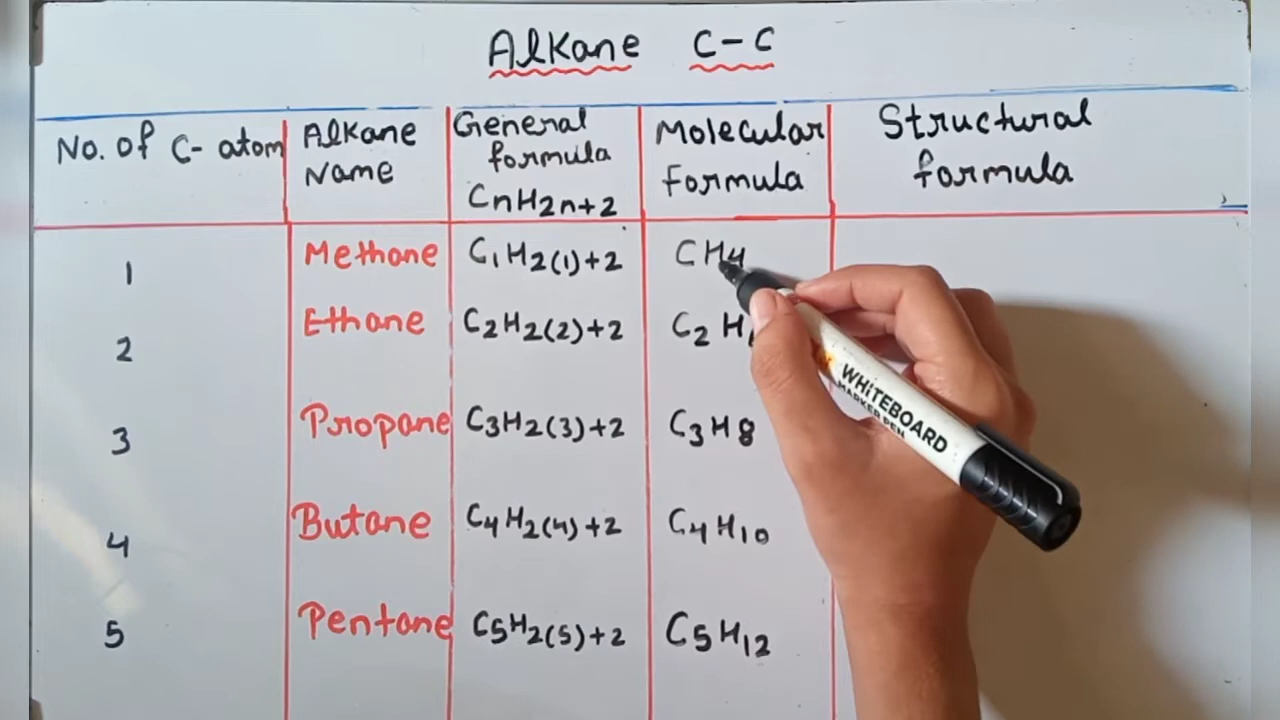 Alkane C-C
No. of C-atom
Alkane
Name
General
formula
CnH2n+2
Molecular
formula
Structural
formula
1 Methane C₁H₂(1)+2 CH₄
2 Ethane C₂H₂(2)+2 C₂H
3 Propane C₃H₂(3)+2 C₃H₈
4 Butane C₄H₂(4)+2 C₄H₁₀
5 Pentane C₅H₂(5)+2 C₅H₁₂
WHiTEBOARD
MARKER PEN